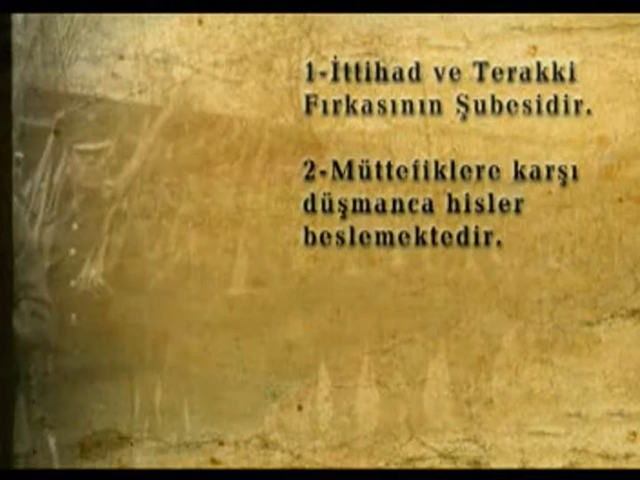 1-İttihad ve Terakki
Fırkasının Şubesidir.
2-Müttefiklere karşı
düşmanca hisler
beslemektedir.